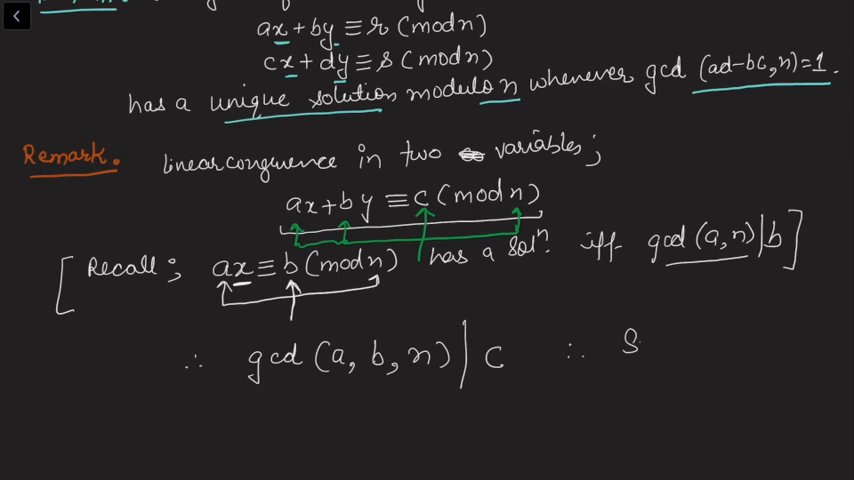 ax + by ≡ r (mod n)
cx + dy ≡ s (mod n)
has a unique solution modulo n whenever gcd (ad-bc, n) = 1.
Remark. linear congruence in two variables;
ax + by ≡ c (mod n)
[ Recall; ax ≡ b (mod n) has a solⁿ. iff gcd (a, n) | b ]
∴ gcd (a, b, n) | c ∴ S